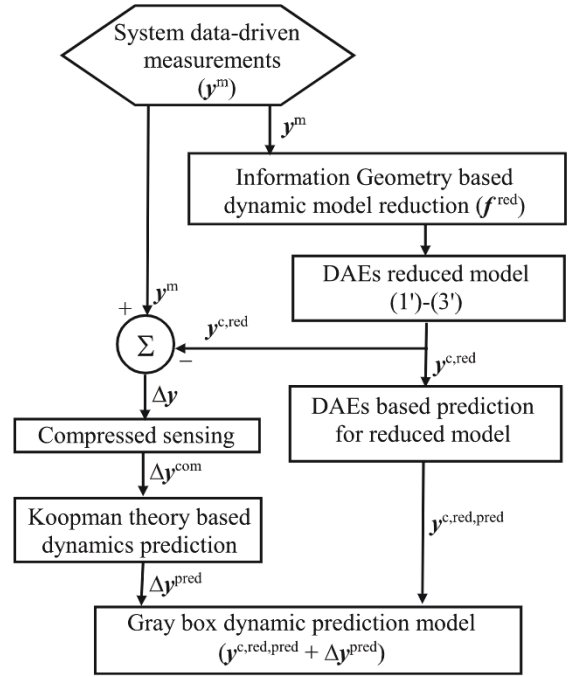 System data-driven
measurements
(y^m)
y^m
Information Geometry based
dynamic model reduction (f^red)
DAEs reduced model
(1')-(3')
y^m
+
y^c,red
Σ
−
y^c,red
Δy
DAEs based prediction
for reduced model
Compressed sensing
Δy^com
Koopman theory based
dynamics prediction
y^c,red,pred
Δy^pred
Gray box dynamic prediction model
(y^c,red,pred + Δy^pred)